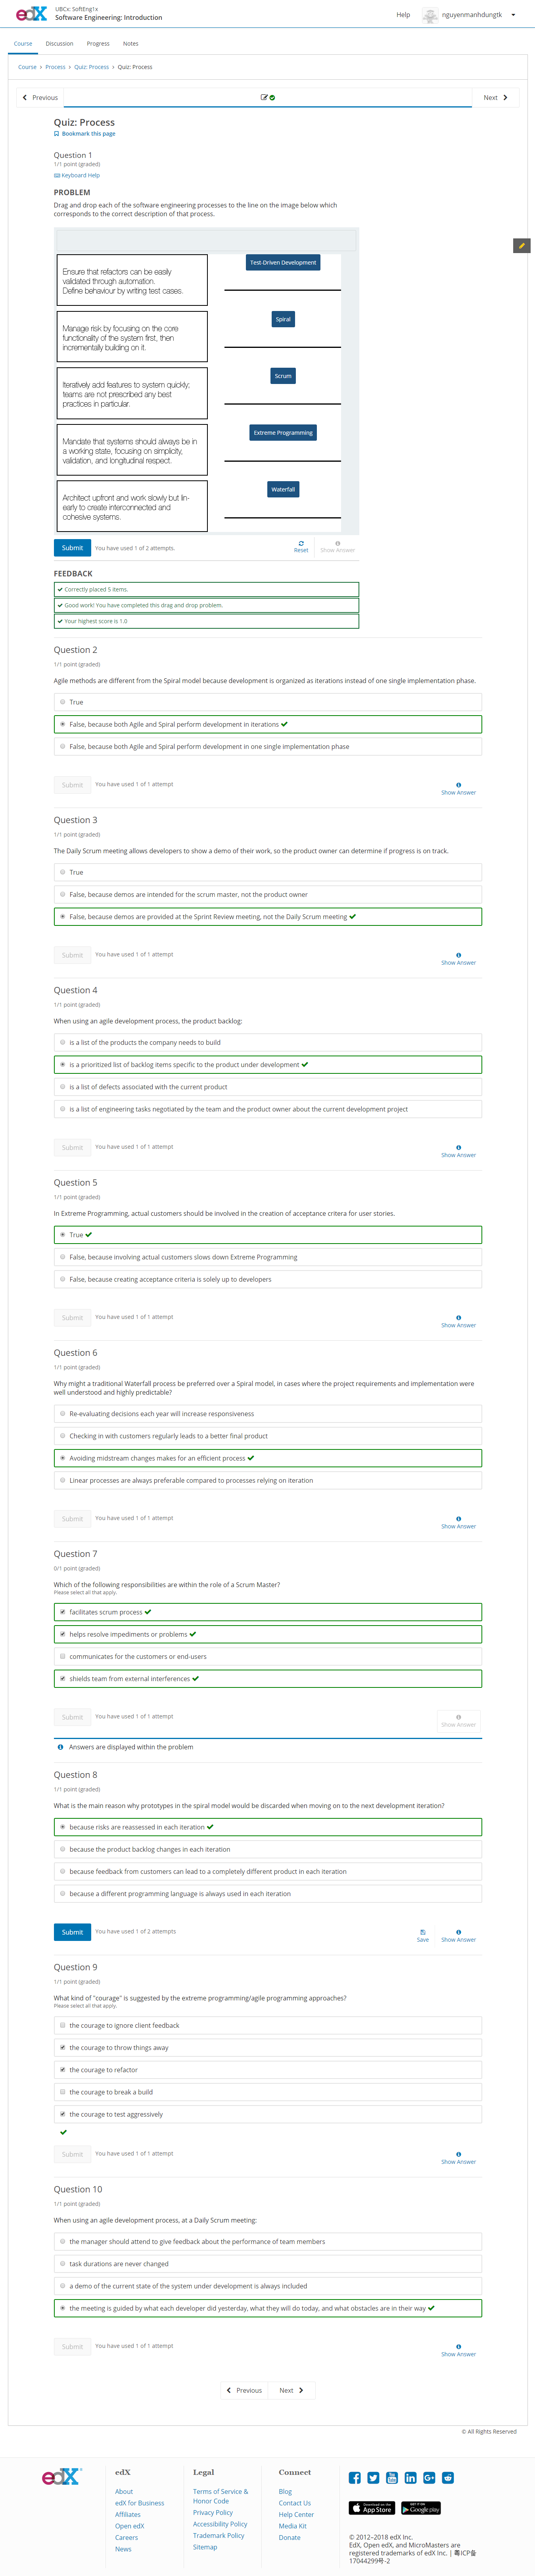 edX
UBCx: SoftEng1x
Software Engineering: Introduction
Help
nguyenmanhdungtk
Course
Discussion
Progress
Notes
Course > Process > Quiz: Process > Quiz: Process
Previous
Next
Quiz: Process
Bookmark this page
Question 1
1/1 point (graded)
Keyboard Help
PROBLEM
Drag and drop each of the software engineering processes to the line on the image below which
corresponds to the correct description of that process.
Ensure that refactors can be easily
validated through automation.
Define behaviour by writing test cases.
Test-Driven Development
Manage risk by focusing on the core
functionality of the system first, then
incrementally building on it.
Spiral
Iteratively add features to system quickly;
teams are not prescribed any best
practices in particular.
Scrum
Mandate that systems should always be in
a working state, focusing on simplicity,
validation, and longitudinal respect.
Extreme Programming
Architect upfront and work slowly but lin-
early to create interconnected and
cohesive systems.
Waterfall
Submit
You have used 1 of 2 attempts.
Reset
Show Answer
FEEDBACK
Correctly placed 5 items.
Good work! You have completed this drag and drop problem.
Your highest score is 1.0
Question 2
1/1 point (graded)
Agile methods are different from the Spiral model because development is organized as iterations instead of one single implementation phase.
True
False, because both Agile and Spiral perform development in iterations
False, because both Agile and Spiral perform development in one single implementation phase
Submit
You have used 1 of 1 attempt
Show Answer
Question 3
1/1 point (graded)
The Daily Scrum meeting allows developers to show a demo of their work, so the product owner can determine if progress is on track.
True
False, because demos are intended for the scrum master, not the product owner
False, because demos are provided at the Sprint Review meeting, not the Daily Scrum meeting
Submit
You have used 1 of 1 attempt
Show Answer
Question 4
1/1 point (graded)
When using an agile development process, the product backlog:
is a list of the products the company needs to build
is a prioritized list of backlog items specific to the product under development
is a list of defects associated with the current product
is a list of engineering tasks negotiated by the team and the product owner about the current development project
Submit
You have used 1 of 1 attempt
Show Answer
Question 5
1/1 point (graded)
In Extreme Programming, actual customers should be involved in the creation of acceptance critera for user stories.
True
False, because involving actual customers slows down Extreme Programming
False, because creating acceptance criteria is solely up to developers
Submit
You have used 1 of 1 attempt
Show Answer
Question 6
1/1 point (graded)
Why might a traditional Waterfall process be preferred over a Spiral model, in cases where the project requirements and implementation were
well understood and highly predictable?
Re-evaluating decisions each year will increase responsiveness
Checking in with customers regularly leads to a better final product
Avoiding midstream changes makes for an efficient process
Linear processes are always preferable compared to processes relying on iteration
Submit
You have used 1 of 1 attempt
Show Answer
Question 7
0/1 point (graded)
Which of the following responsibilities are within the role of a Scrum Master?
Please select all that apply.
facilitates scrum process
helps resolve impediments or problems
communicates for the customers or end-users
shields team from external interferences
Submit
You have used 1 of 1 attempt
Show Answer
Answers are displayed within the problem
Question 8
1/1 point (graded)
What is the main reason why prototypes in the spiral model would be discarded when moving on to the next development iteration?
because risks are reassessed in each iteration
because the product backlog changes in each iteration
because feedback from customers can lead to a completely different product in each iteration
because a different programming language is always used in each iteration
Submit
You have used 1 of 2 attempts
Save
Show Answer
Question 9
1/1 point (graded)
What kind of "courage" is suggested by the extreme programming/agile programming approaches?
Please select all that apply.
the courage to ignore client feedback
the courage to throw things away
the courage to refactor
the courage to break a build
the courage to test aggressively
Submit
You have used 1 of 1 attempt
Show Answer
Question 10
1/1 point (graded)
When using an agile development process, at a Daily Scrum meeting:
the manager should attend to give feedback about the performance of team members
task durations are never changed
a demo of the current state of the system under development is always included
the meeting is guided by what each developer did yesterday, what they will do today, and what obstacles are in their way
Submit
You have used 1 of 1 attempt
Show Answer
Previous
Next
© All Rights Reserved
edX
edX
About
edX for Business
Affiliates
Open edX
Careers
News
Legal
Terms of Service &
Honor Code
Privacy Policy
Accessibility Policy
Trademark Policy
Sitemap
Connect
Blog
Contact Us
Help Center
Media Kit
Donate
Download on the
App Store
GET IT ON
Google play
© 2012–2018 edX Inc.
EdX, Open edX, and MicroMasters are
registered trademarks of edX Inc. | 粤ICP备
17044299号-2